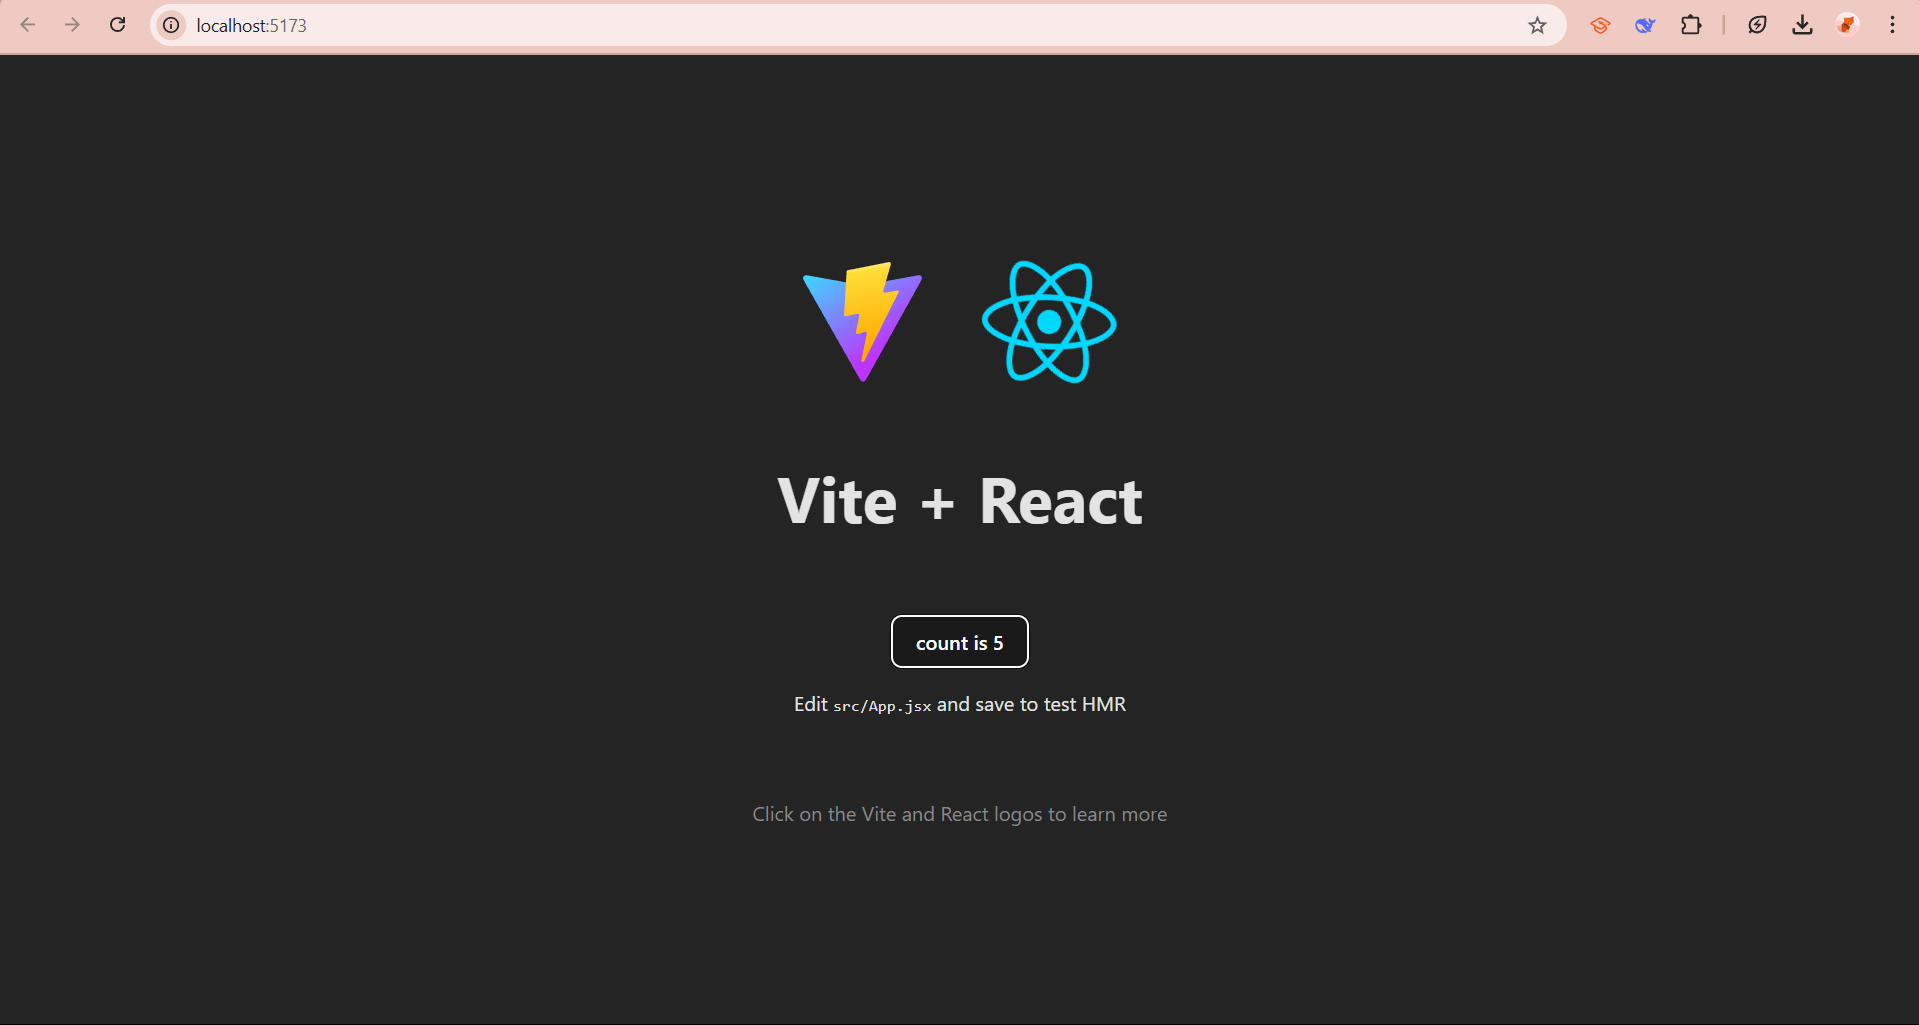 localhost:5173
Vite + React
count is 5
Edit src/App.jsx and save to test HMR
Click on the Vite and React logos to learn more